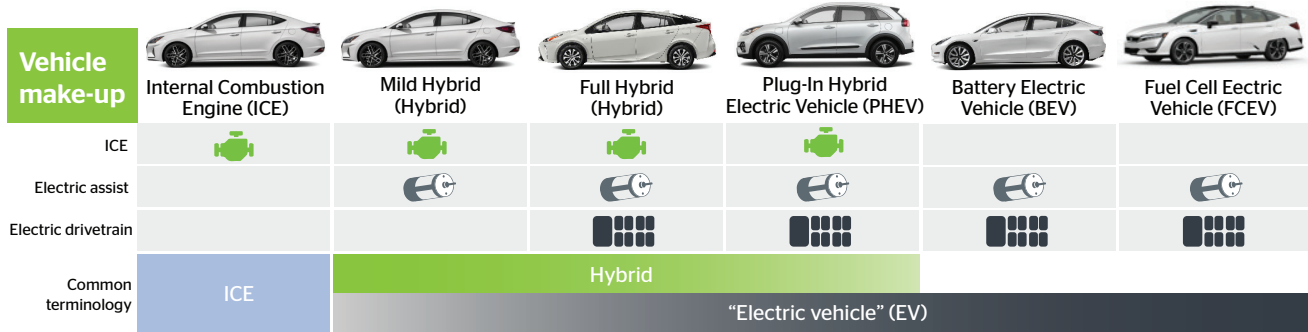 Vehicle
make-up
Internal Combustion
Engine (ICE)
Mild Hybrid
(Hybrid)
Full Hybrid
(Hybrid)
Plug-In Hybrid
Electric Vehicle (PHEV)
Battery Electric
Vehicle (BEV)
Fuel Cell Eectric
Vehicle (FCEV)
ICE
Electric assist
Electric drivetrain
Common
terminology
ICE
Hybrid
“Electric vehicle” (EV)